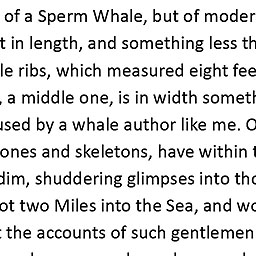 of a Sperm Whale, but of moder
t in length, and something less th
le ribs, which measured eight fee
, a middle one, is in width someth
used by a whale author like me. O
ones and skeletons, have within t
dim, shuddering glimpses into tho
ot two Miles into the Sea, and wo
t the accounts of such gentlemen